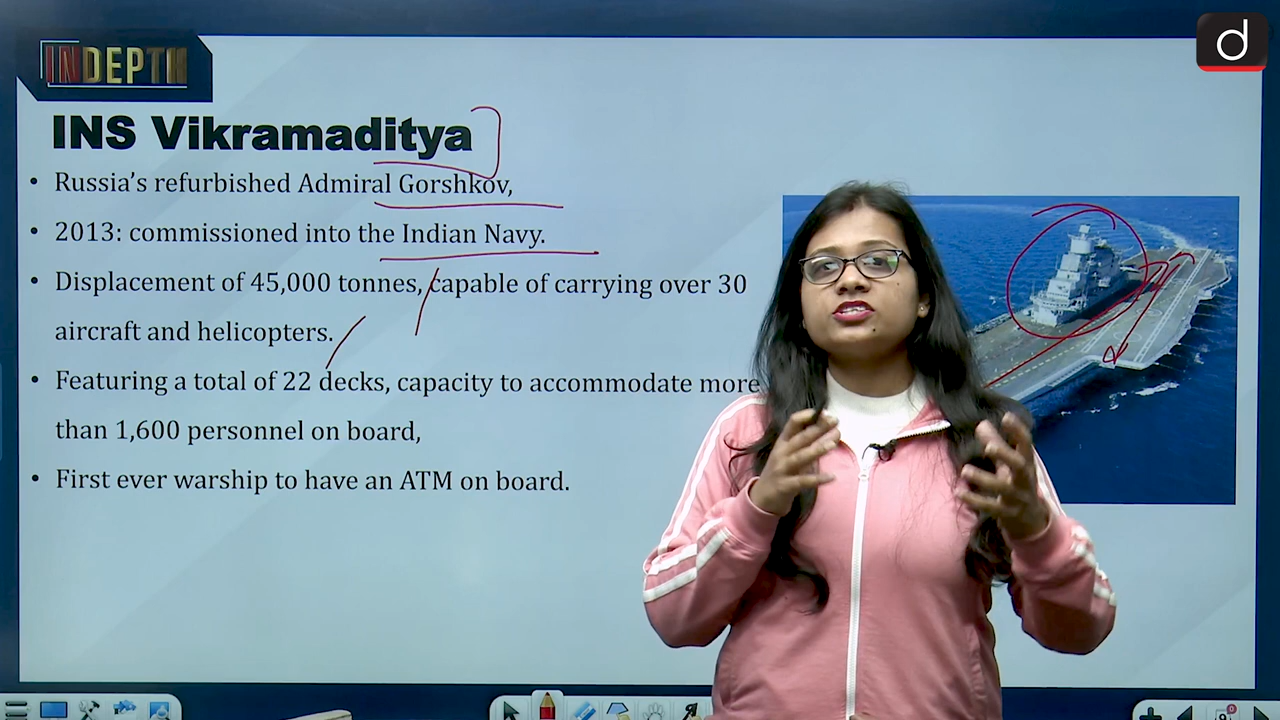 INDEPTH
d
INS Vikramaditya
• Russia's refurbished Admiral Gorshkov,
• 2013: commissioned into the Indian Navy.
• Displacement of 45,000 tonnes, capable of carrying over 30
aircraft and helicopters.
• Featuring a total of 22 decks, capacity to accommodate more
than 1,600 personnel on board,
• First ever warship to have an ATM on board.